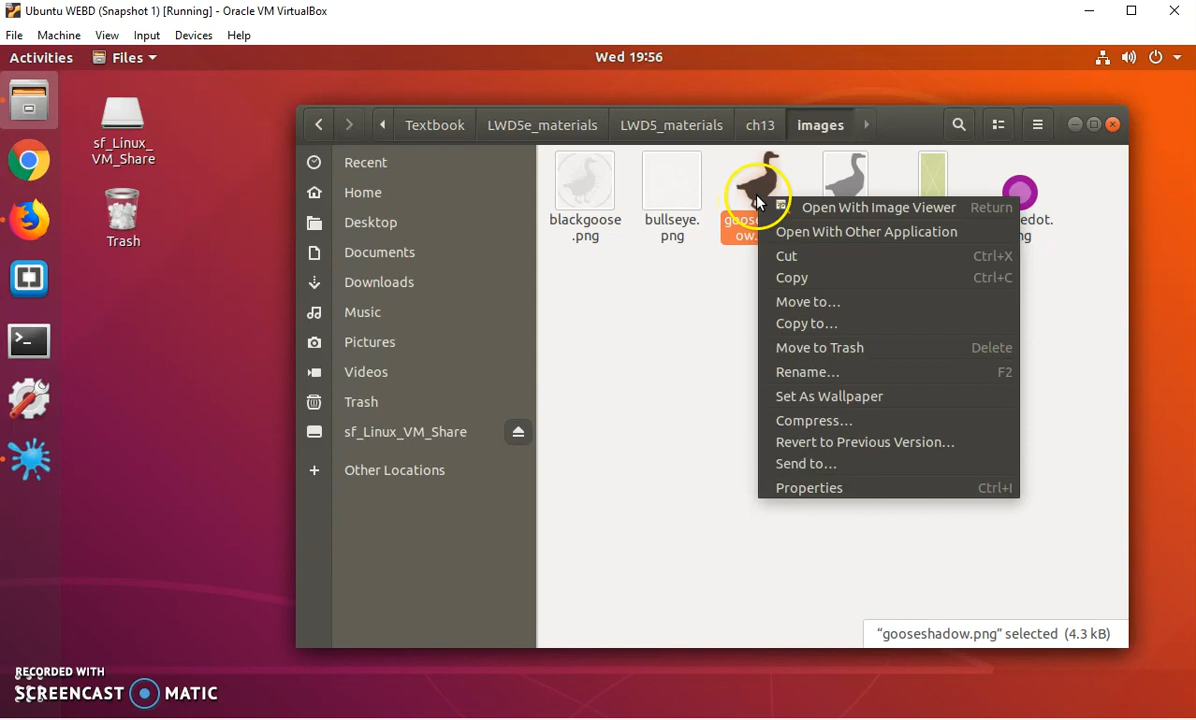 Ubuntu WEBD (Snapshot 1) [Running] - Oracle VM VirtualBox
File Machine View Input Devices Help
Activities Files Wed 19:56
sf_Linux_
VM_Share
Trash
Textbook LWD5e_materials LWD5_materials ch13 images
Recent
Home
Desktop
Documents
Downloads
Music
Pictures
Videos
Trash
sf_Linux_VM_Share
Other Locations
blackgoose
.png
bullseye.
png
Open With Image Viewer Return
Open With Other Application
Cut Ctrl+X
Copy Ctrl+C
Move to…
Copy to…
Move to Trash Delete
Rename… F2
Set As Wallpaper
Compress…
Revert to Previous Version…
Send to…
Properties Ctrl+I
“gooseshadow.png” selected (4.3 kB)
RECORDED WITH
SCREENCAST MATIC